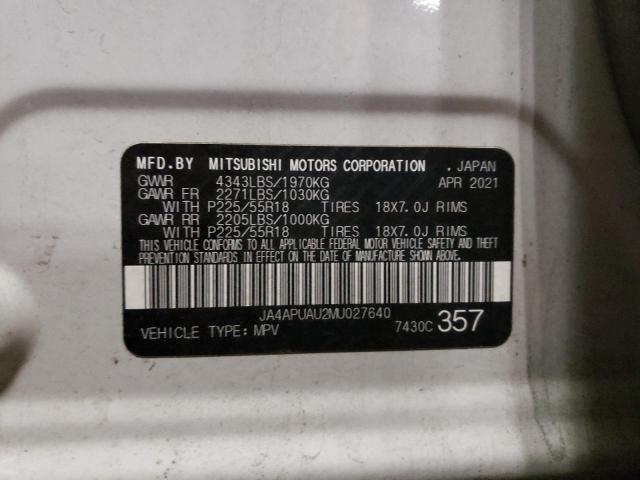 MFD.BY MITSUBISHI MOTORS CORPORATION . JAPAN
GVWR 4343LBS/1970KG APR 2021
GAWR FR 2271LBS/1030KG
WITH P225/55R18 TIRES 18X7.0J RIMS
GAWR RR 2205LBS/1000KG
WITH P225/55R18 TIRES 18X7.0J RIMS
THIS VEHICLE CONFORMS TO ALL APPLICABLE FEDERAL MOTOR VEHICLE SAFETY AND THEFT
PREVENTION STANDARDS IN EFFECT ON THE DATE OF MANUFACTURE SHOWN ABOVE.
JA4APUAU2MU027640
VEHICLE TYPE: MPV 7430C 357